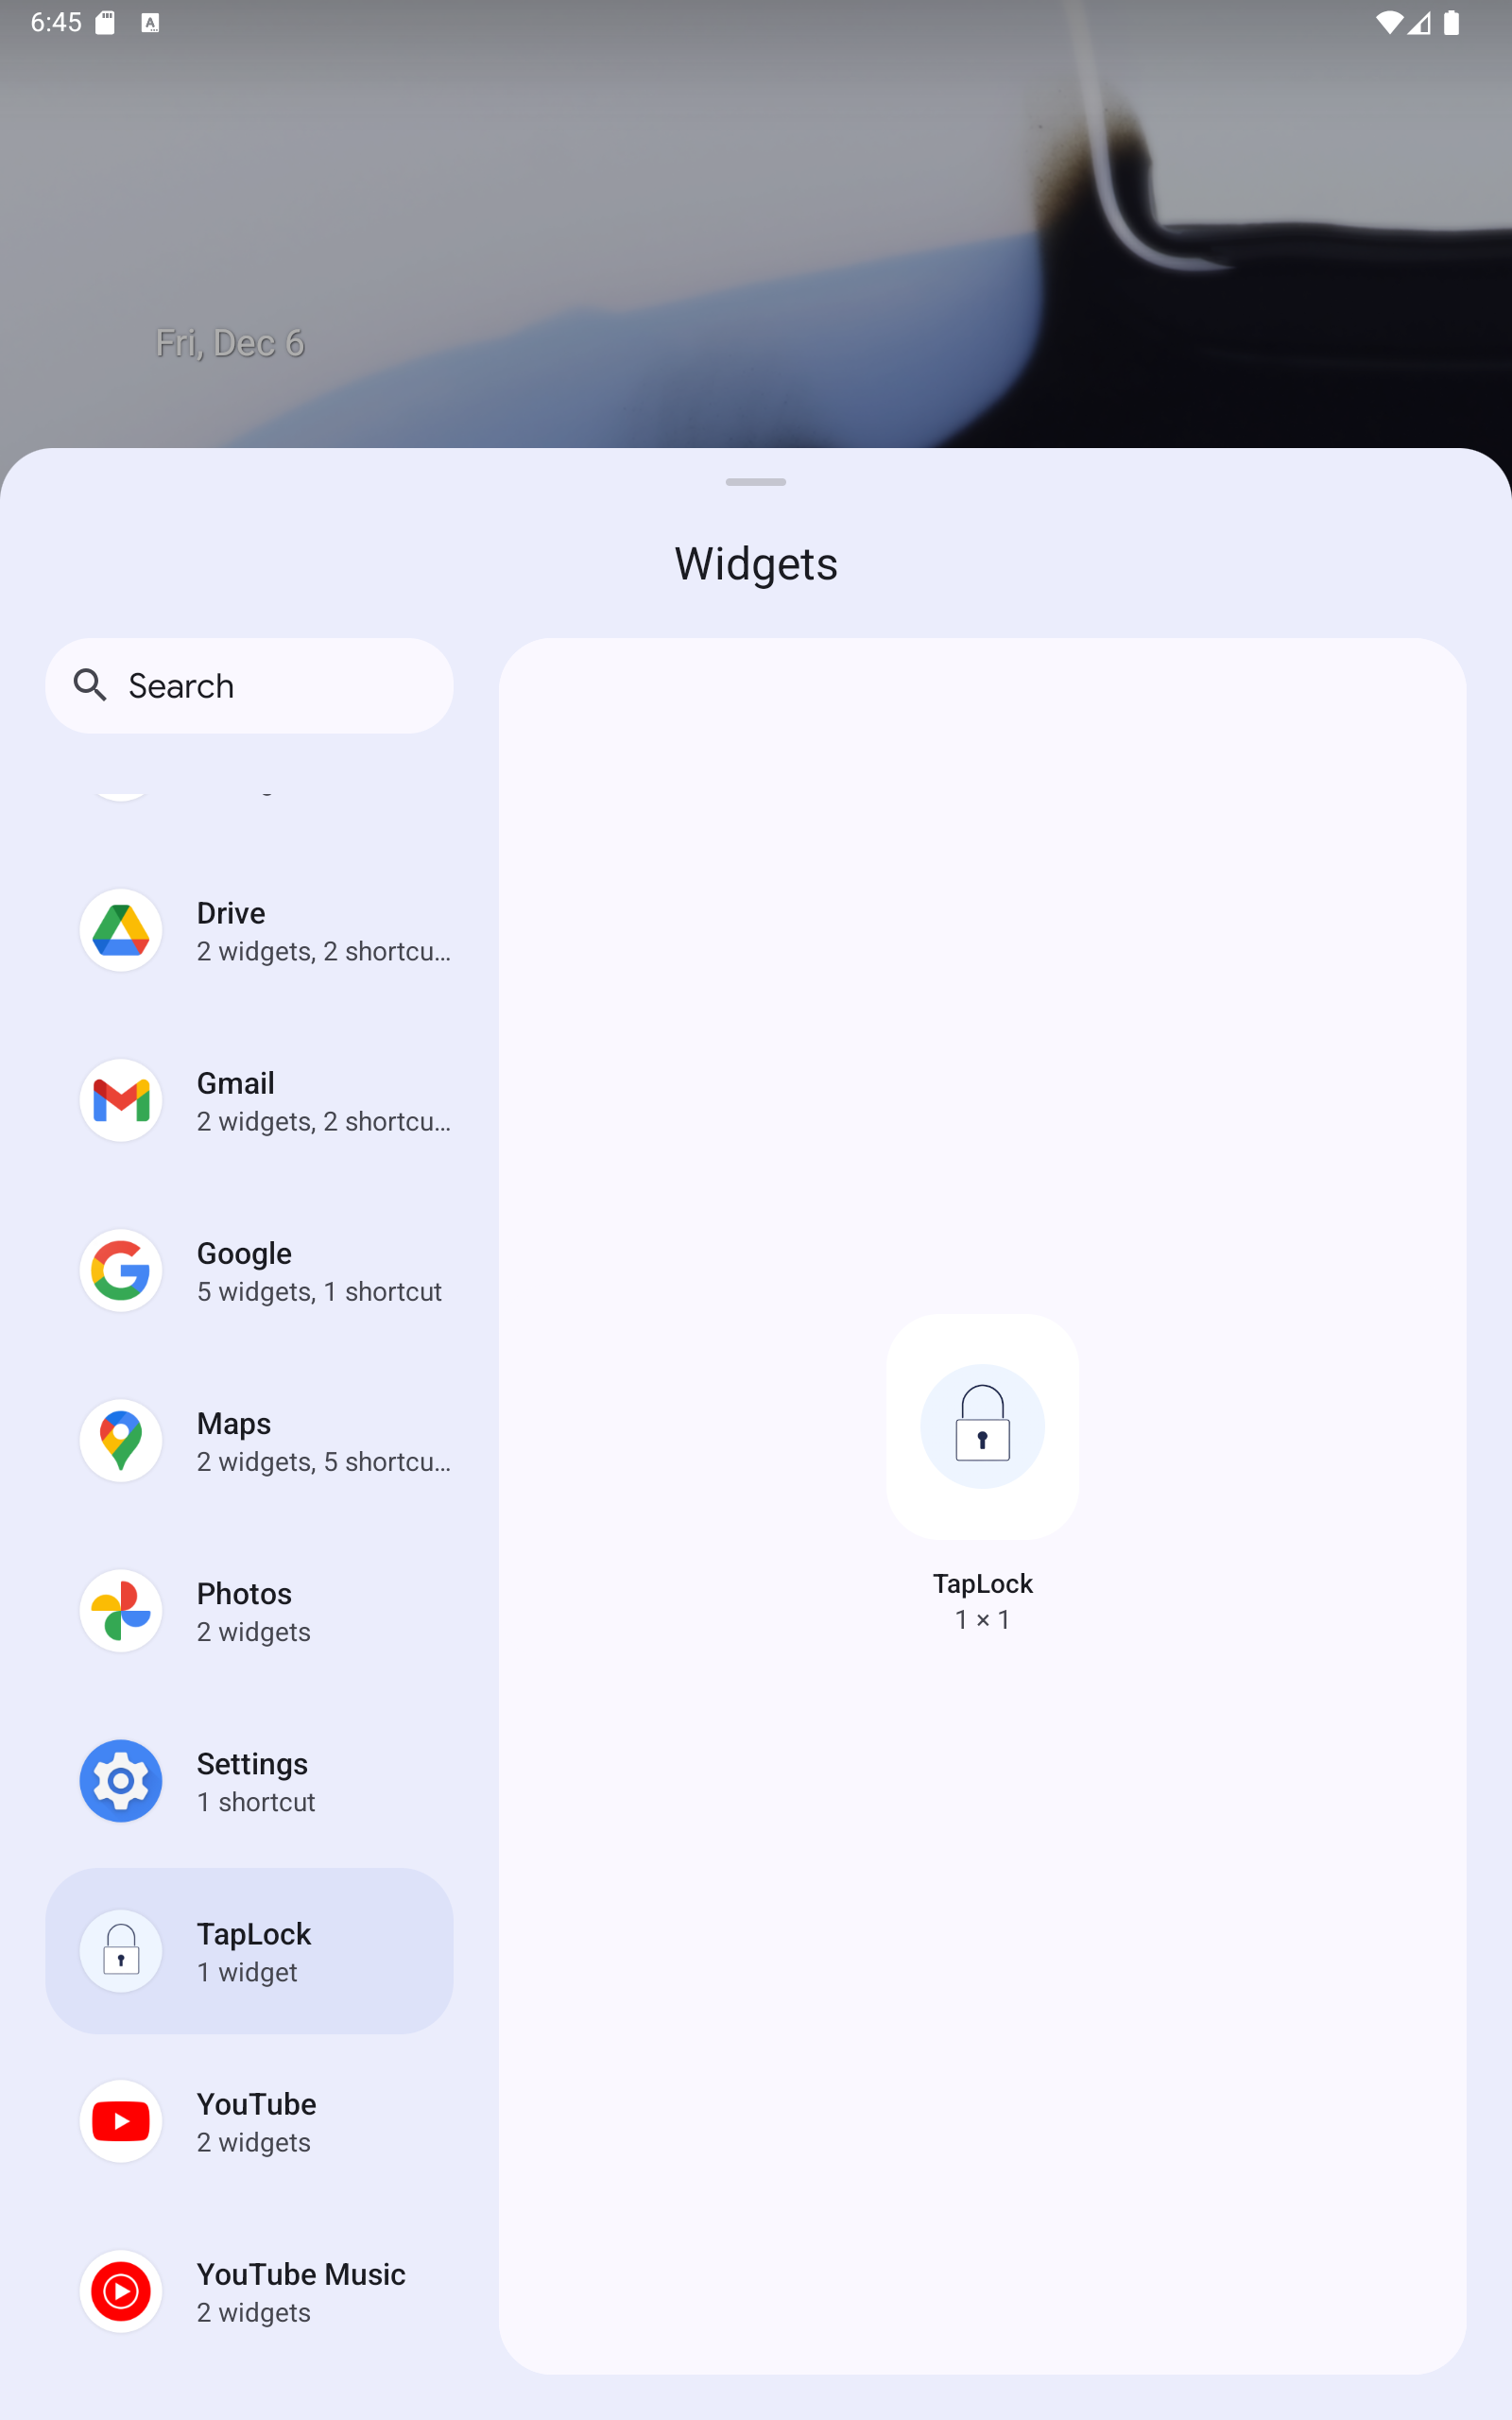 6:45
Fri, Dec 6
Widgets
Search
Drive
2 widgets, 2 shortcu...
Gmail
2 widgets, 2 shortcu...
Google
5 widgets, 1 shortcut
Maps
2 widgets, 5 shortcu...
Photos
2 widgets
Settings
1 shortcut
TapLock
1 widget
YouTube
2 widgets
YouTube Music
2 widgets
TapLock
1 × 1